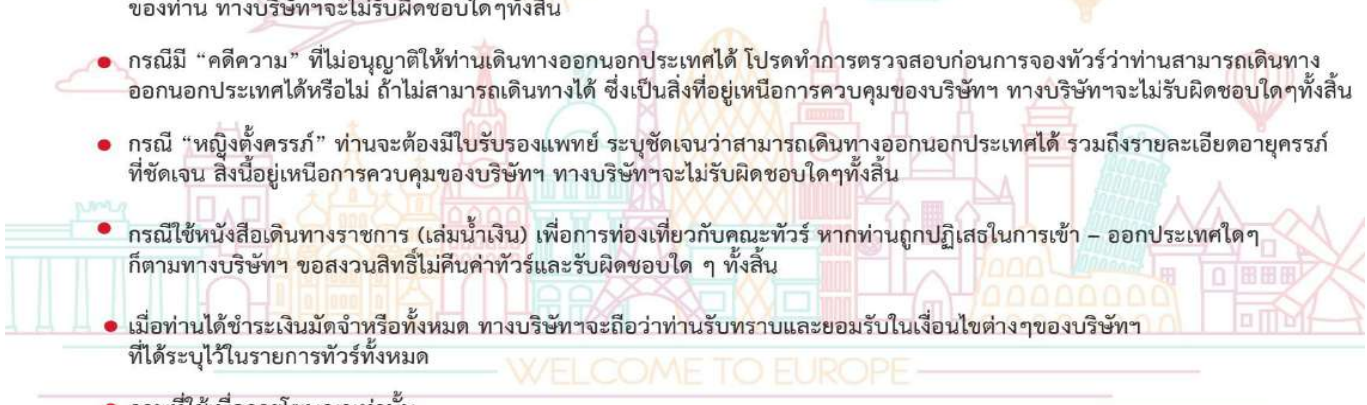 ของท่าน ทางบริษัทฯจะไม่รับผิดชอบใดๆทั้งสิ้น
● กรณีมี “คดีความ” ที่ไม่อนุญาติให้ท่านเดินทางออกนอกประเทศได้ โปรดทำการตรวจสอบก่อนการจองทัวร์ว่าท่านสามารถเดินทาง
ออกนอกประเทศได้หรือไม่ ถ้าไม่สามารถเดินทางได้ ซึ่งเป็นสิ่งที่อยู่เหนือการควบคุมของบริษัทฯ ทางบริษัทฯจะไม่รับผิดชอบใดๆทั้งสิ้น
● กรณี “หญิงตั้งครรภ์” ท่านจะต้องมีใบรับรองแพทย์ ระบุชัดเจนว่าสามารถเดินทางออกนอกประเทศได้ รวมถึงรายละเอียดอายุครรภ์
ที่ชัดเจน สิ่งนี้อยู่เหนือการควบคุมของบริษัทฯ ทางบริษัทฯจะไม่รับผิดชอบใดๆทั้งสิ้น
● กรณีใช้หนังสือเดินทางราชการ (เล่มน้ำเงิน) เพื่อการท่องเที่ยวกับคณะทัวร์ หากท่านถูกปฏิเสธในการเข้า – ออกประเทศใดๆ
ก็ตามทางบริษัทฯ ขอสงวนสิทธิ์ไม่คืนค่าทัวร์และรับผิดชอบใด ๆ ทั้งสิ้น
● เมื่อท่านได้ชำระเงินมัดจำหรือทั้งหมด ทางบริษัทฯจะถือว่าท่านรับทราบและยอมรับในเงื่อนไขต่างๆของบริษัทฯ
ที่ได้ระบุไว้ในรายการทัวร์ทั้งหมด
WELCOME TO EUROPE